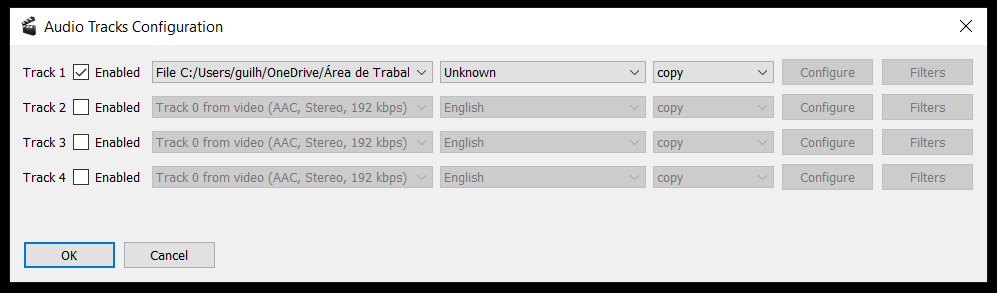 Audio Tracks Configuration
Track 1 Enabled File C:/Users/guilh/OneDrive/Área de Trabal Unknown copy Configure Filters
Track 2 Enabled Track 0 from video (AAC, Stereo, 192 kbps) English copy Configure Filters
Track 3 Enabled Track 0 from video (AAC, Stereo, 192 kbps) English copy Configure Filters
Track 4 Enabled Track 0 from video (AAC, Stereo, 192 kbps) English copy Configure Filters
OK Cancel